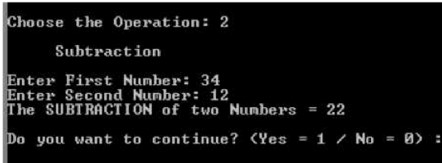 Choose the Operation: 2
Subtraction
Enter First Number: 34
Enter Second Number: 12
The SUBTRACTION of two Numbers = 22
Do you want to continue? (Yes = 1 / No = 0) :